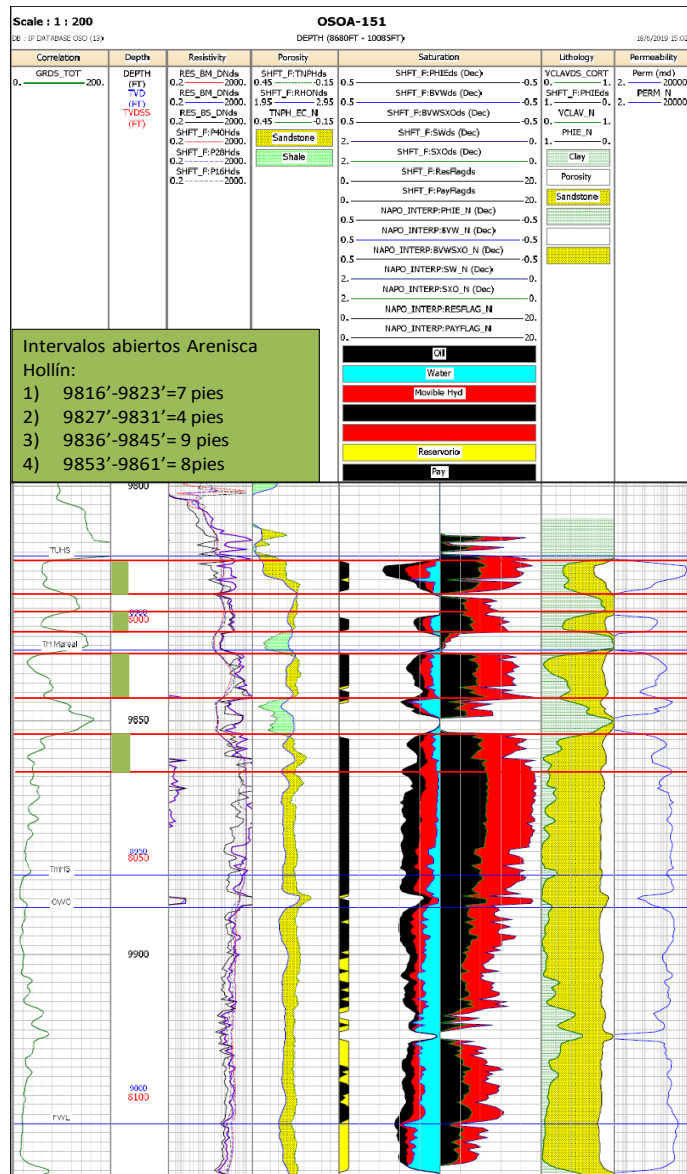 Scale : 1 : 200
OSOA-151
DB : IP DATABASE OSO (13)
DEPTH (8680FT - 10085FT)
18/6/2019 15:02
Correlation
Depth
Resistivity
Porosity
Saturation
Lithology
Permeability
GRDS_TOT
0. 200.
DEPTH
(FT)
TVD
(FT)
TVDSS
(FT)
RES_BM_DNds
0.2 2000.
RES_BM_DNds
0.2 2000.
RES_BS_DNds
0.2 2000.
SHFT_F:P40Hds
0.2 2000.
SHFT_F:P28Hds
0.2 2000.
SHFT_F:P16Hds
0.2 2000.
SHFT_F:TNPHds
0.45 -0.15
SHFT_F:RHONds
1.95 2.95
TNPH_EC_N
0.45 -0.15
Sandstone
Shale
SHFT_F:PHIEds (Dec)
0.5 -0.5
SHFT_F:BVWds (Dec)
0.5 -0.5
SHFT_F:BVWSXOds (Dec)
0.5 -0.5
SHFT_F:SWds (Dec)
2. 0.
SHFT_F:SXOds (Dec)
2. 0.
SHFT_F:ResFlagds
0. 20.
SHFT_F:PayFlagds
0. 20.
NAPO_INTERP:PHIE_N (Dec)
0.5 -0.5
NAPO_INTERP:BVW_N (Dec)
0.5 -0.5
NAPO_INTERP:BVWSXO_N (Dec)
0.5 -0.5
NAPO_INTERP:SW_N (Dec)
2. 0.
NAPO_INTERP:SXO_N (Dec)
2. 0.
NAPO_INTERP:RESFLAG_N
0. 20.
NAPO_INTERP:PAYFLAG_N
0. 20.
Oil
Water
Movible Hyd
Reservorio
Pay
VCLAVDS_CORT
0. 1.
SHFT_F:PHIEds
1. 0.
VCLAV_N
0. 1.
PHIE_N
1. 0.
Clay
Porosity
Sandstone
Perm (md)
2. 20000.
PERM_N
2. 20000.
Intervalos abiertos Arenisca
Hollín:
1) 9816’-9823’=7 pies
2) 9827’-9831’=4 pies
3) 9836’-9845’= 9 pies
4) 9853’-9861’= 8pies
9800
TUHS
8000
TH Mareal
9850
8050
TmHS
OWC
9900
9000
8100
FWL